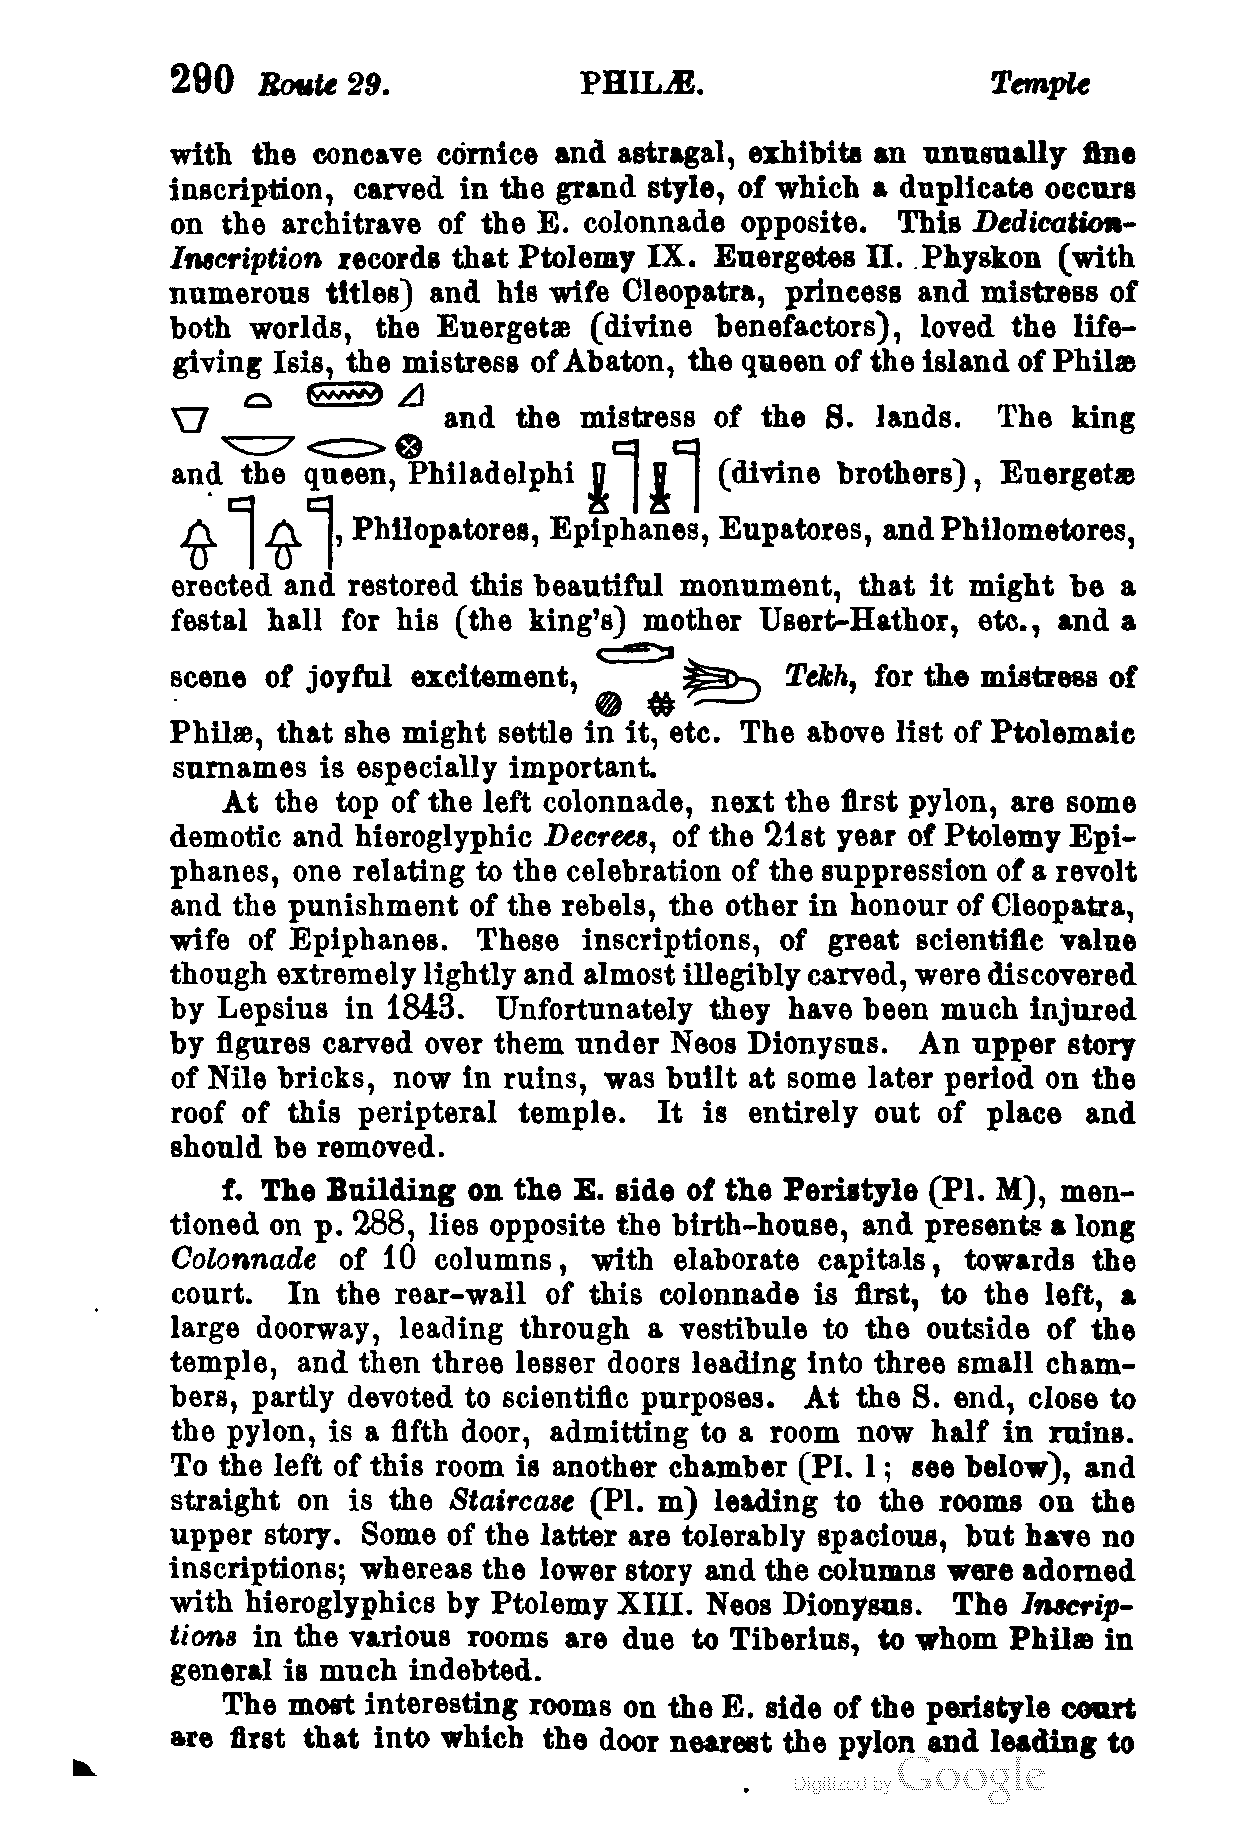 290 Route 29. PHILÆ. Temple
with the concave cornice and astragal, exhibits an unusually fine
inscription, carved in the grand style, of which a duplicate occurs
on the architrave of the E. colonnade opposite. This Dedication-
Inscription records that Ptolemy IX. Euergetes II. Physkon (with
numerous titles) and his wife Cleopatra, princess and mistress of
both worlds, the Euergetæ (divine benefactors), loved the life-
giving Isis, the mistress of Abaton, the queen of the island of Philæ
and the mistress of the S. lands. The king
and the queen, Philadelphi (divine brothers), Euergetæ
, Philopatores, Epiphanes, Eupatores, and Philometores,
erected and restored this beautiful monument, that it might be a
festal hall for his (the king's) mother Usert-Hathor, etc., and a
scene of joyful excitement, Tekh, for the mistress of
Philæ, that she might settle in it, etc. The above list of Ptolemaic
surnames is especially important.
At the top of the left colonnade, next the first pylon, are some
demotic and hieroglyphic Decrees, of the 21st year of Ptolemy Epi-
phanes, one relating to the celebration of the suppression of a revolt
and the punishment of the rebels, the other in honour of Cleopatra,
wife of Epiphanes. These inscriptions, of great scientific value
though extremely lightly and almost illegibly carved, were discovered
by Lepsius in 1843. Unfortunately they have been much injured
by figures carved over them under Neos Dionysus. An upper story
of Nile bricks, now in ruins, was built at some later period on the
roof of this peripteral temple. It is entirely out of place and
should be removed.
f. The Building on the E. side of the Peristyle (Pl. M), men-
tioned on p. 288, lies opposite the birth-house, and presents a long
Colonnade of 10 columns, with elaborate capitals, towards the
court. In the rear-wall of this colonnade is first, to the left, a
large doorway, leading through a vestibule to the outside of the
temple, and then three lesser doors leading into three small cham-
bers, partly devoted to scientific purposes. At the S. end, close to
the pylon, is a fifth door, admitting to a room now half in ruins.
To the left of this room is another chamber (Pl. l; see below), and
straight on is the Staircase (Pl. m) leading to the rooms on the
upper story. Some of the latter are tolerably spacious, but have no
inscriptions; whereas the lower story and the columns were adorned
with hieroglyphics by Ptolemy XIII. Neos Dionysus. The Inscrip-
tions in the various rooms are due to Tiberius, to whom Philæ in
general is much indebted.
The most interesting rooms on the E. side of the peristyle court
are first that into which the door nearest the pylon and leading to
Digitized by Google